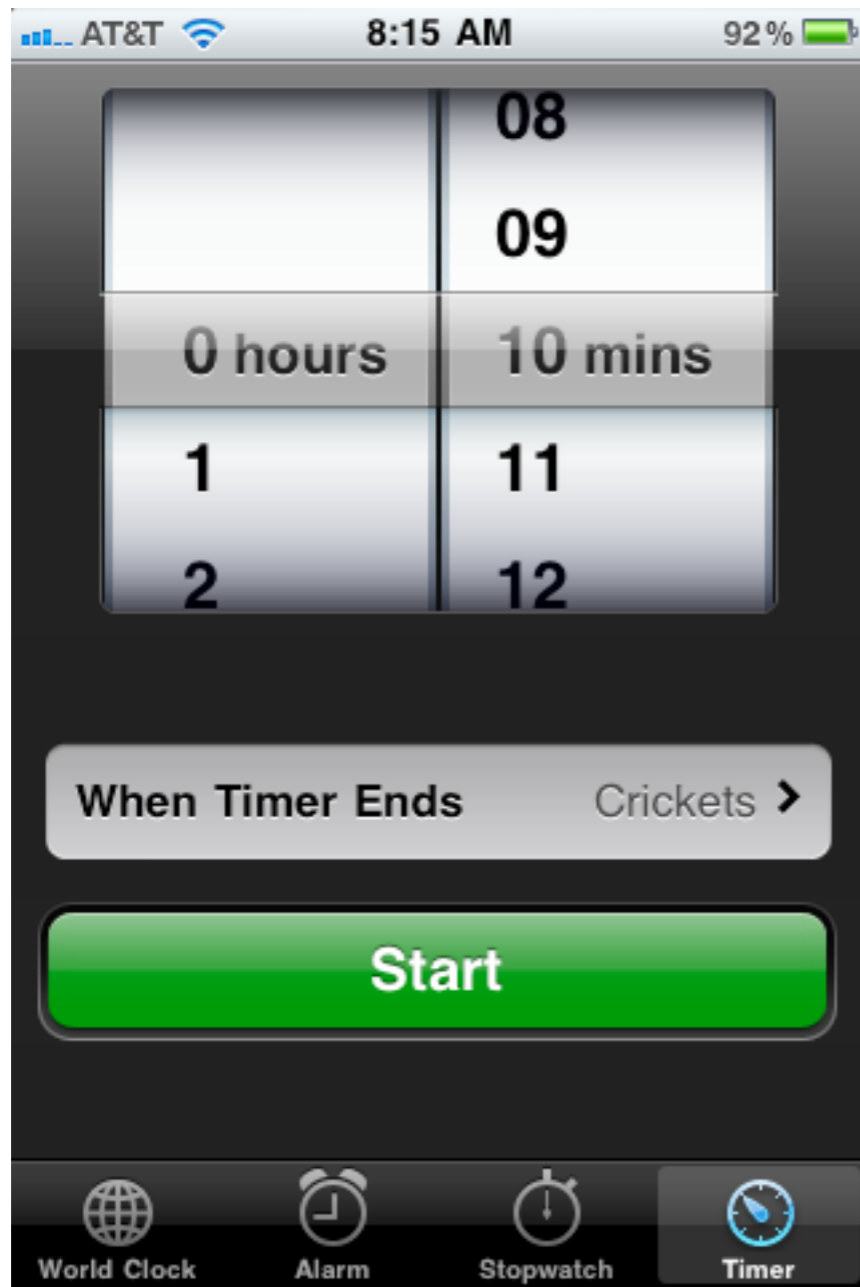 AT&T 8:15 AM 92%
08
09
0 hours 10 mins
1 11
2 12
When Timer Ends Crickets
Start
World Clock Alarm Stopwatch Timer